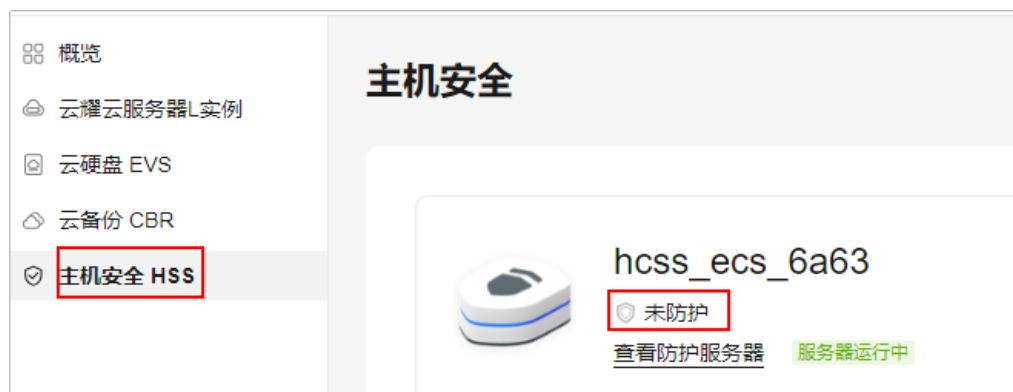 概览
云耀云服务器L实例
云硬盘 EVS
云备份 CBR
主机安全 HSS
主机安全
hcss_ecs_6a63
未防护
查看防护服务器 服务器运行中